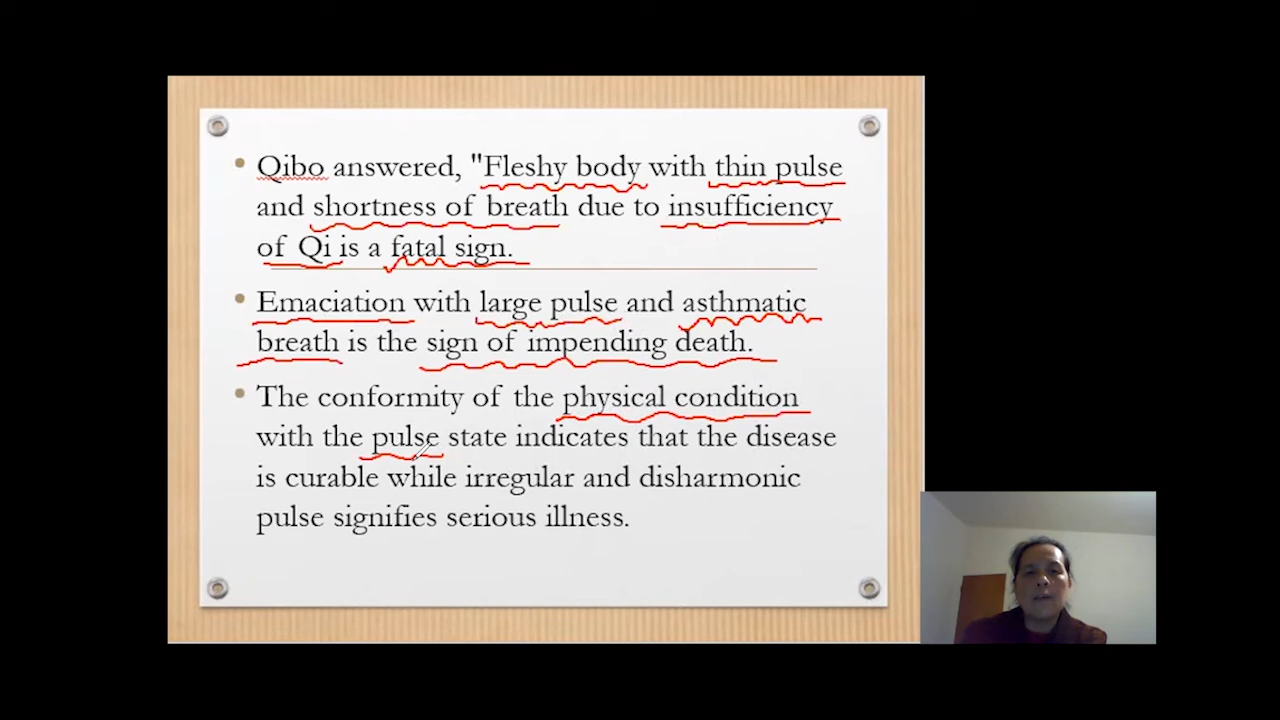 Qibo answered, "Fleshy body with thin pulse
and shortness of breath due to insufficiency
of Qi is a fatal sign.
Emaciation with large pulse and asthmatic
breath is the sign of impending death.
The conformity of the physical condition
with the pulse state indicates that the disease
is curable while irregular and disharmonic
pulse signifies serious illness.